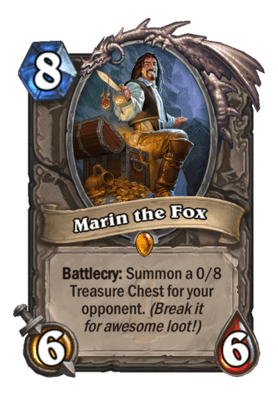 8
Marin the Fox
Battlecry: Summon a 0/8
Treasure Chest for your
opponent. (Break it
for awesome loot!)
6 6